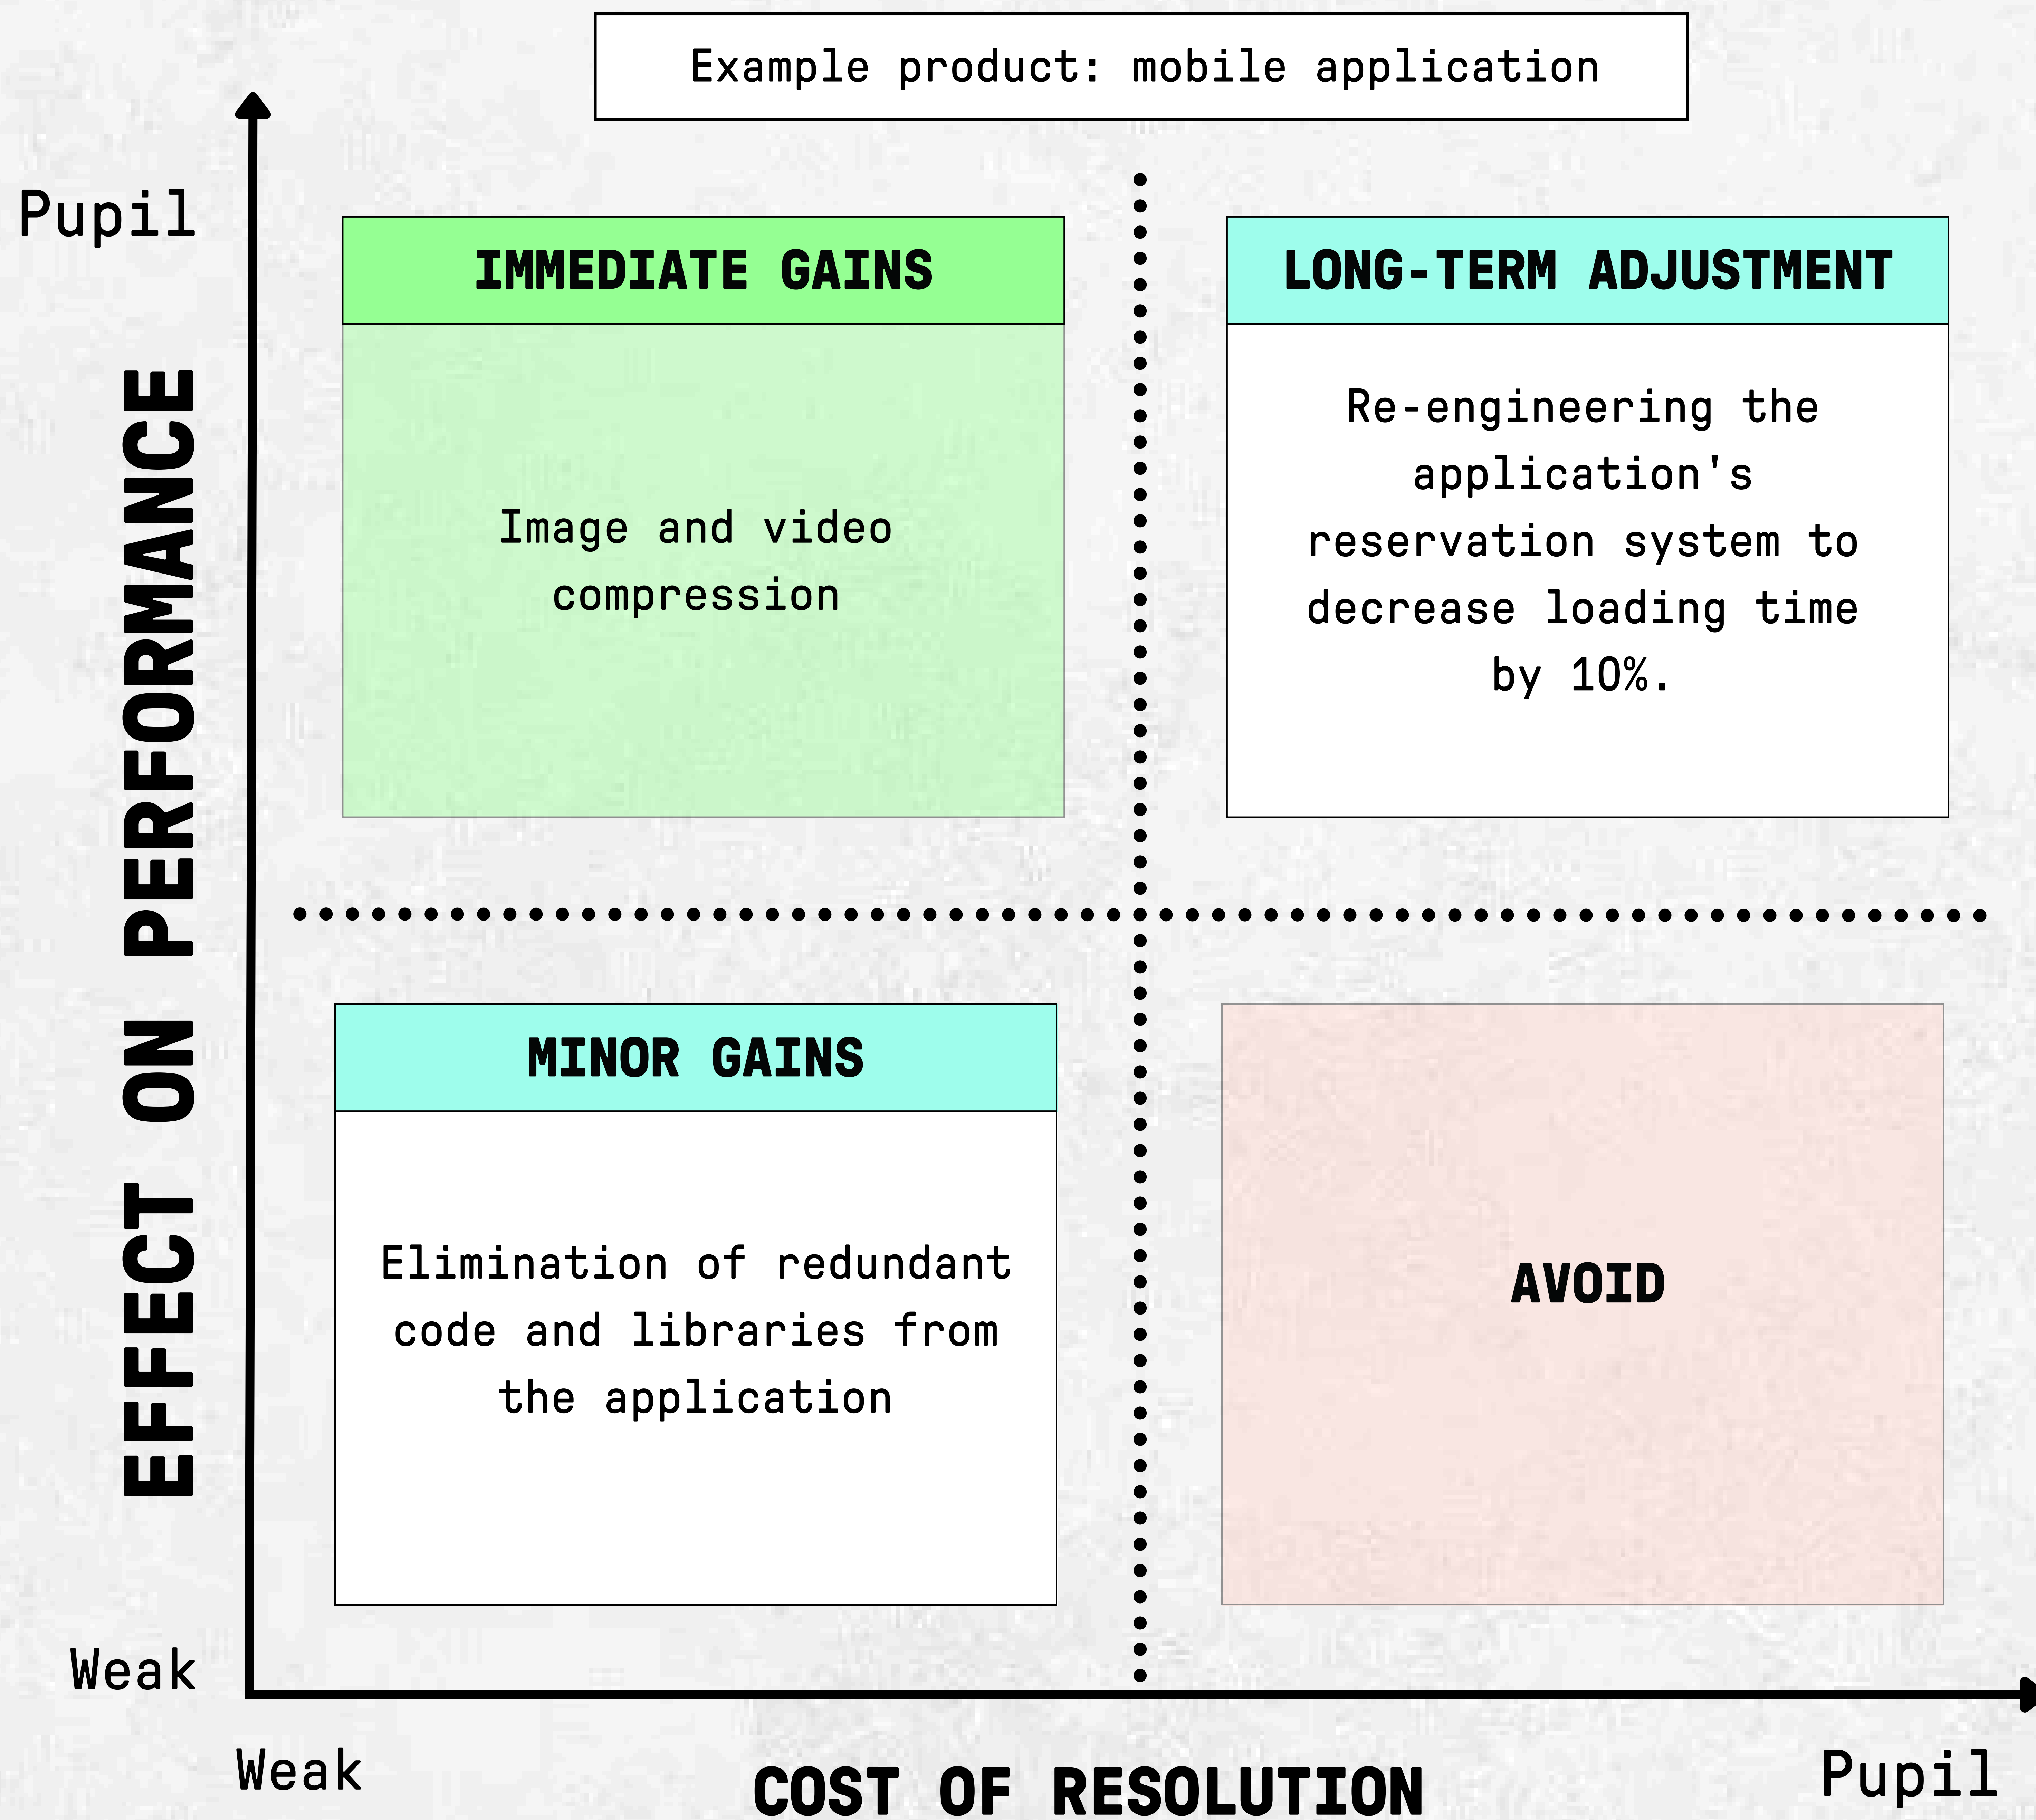 Example product: mobile application
Pupil
EFFECT ON PERFORMANCE
IMMEDIATE GAINS
Image and video
compression
LONG-TERM ADJUSTMENT
Re-engineering the
application's
reservation system to
decrease loading time
by 10%.
MINOR GAINS
Elimination of redundant
code and libraries from
the application
AVOID
Weak
Weak
COST OF RESOLUTION
Pupil